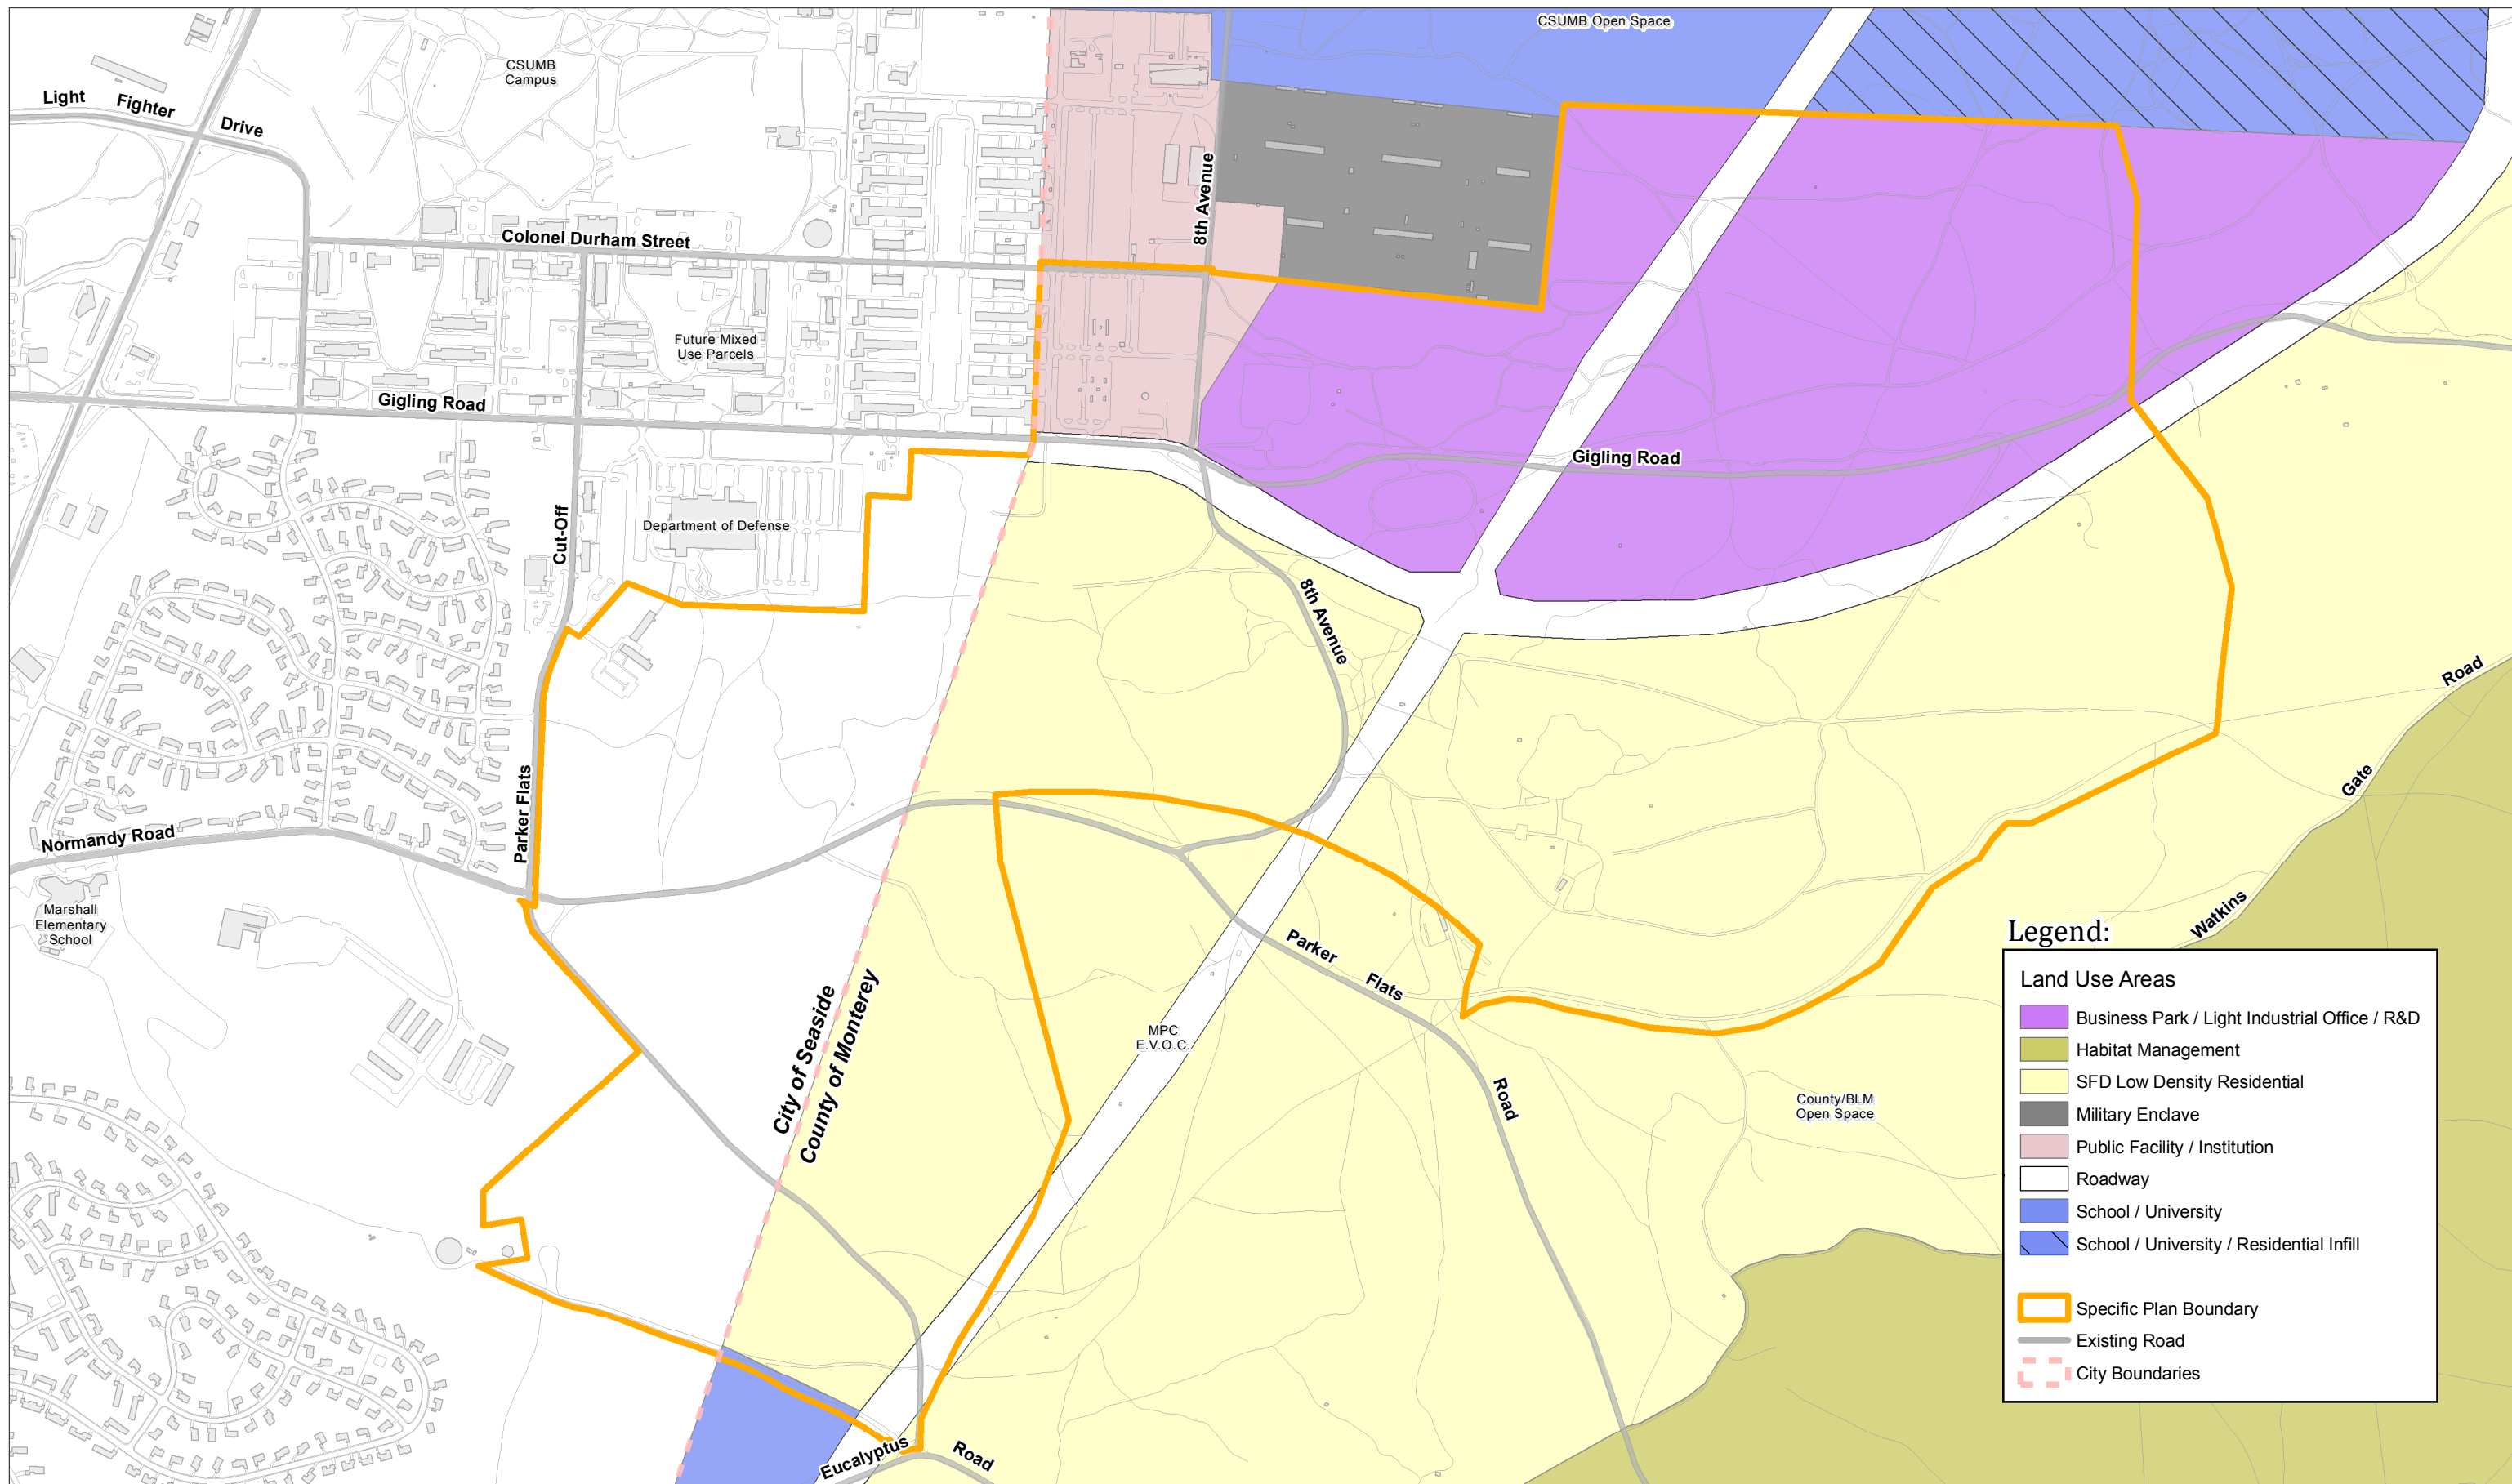 CSUMB Open Space
CSUMB
Campus
Light Fighter Drive
8th Avenue
Colonel Durham Street
Future Mixed
Use Parcels
Gigling Road
Gigling Road
Department of Defense
Cut-Off
8th Avenue
Road
Gate
Watkins
Parker Flats
Normandy Road
Marshall
Elementary
School
Parker
Flats
Road
City of Seaside
County of Monterey
MPC
E.V.O.C.
County/BLM
Open Space
Eucalyptus
Road
Legend:
Land Use Areas
Business Park / Light Industrial Office / R&D
Habitat Management
SFD Low Density Residential
Military Enclave
Public Facility / Institution
Roadway
School / University
School / University / Residential Infill
Specific Plan Boundary
Existing Road
City Boundaries